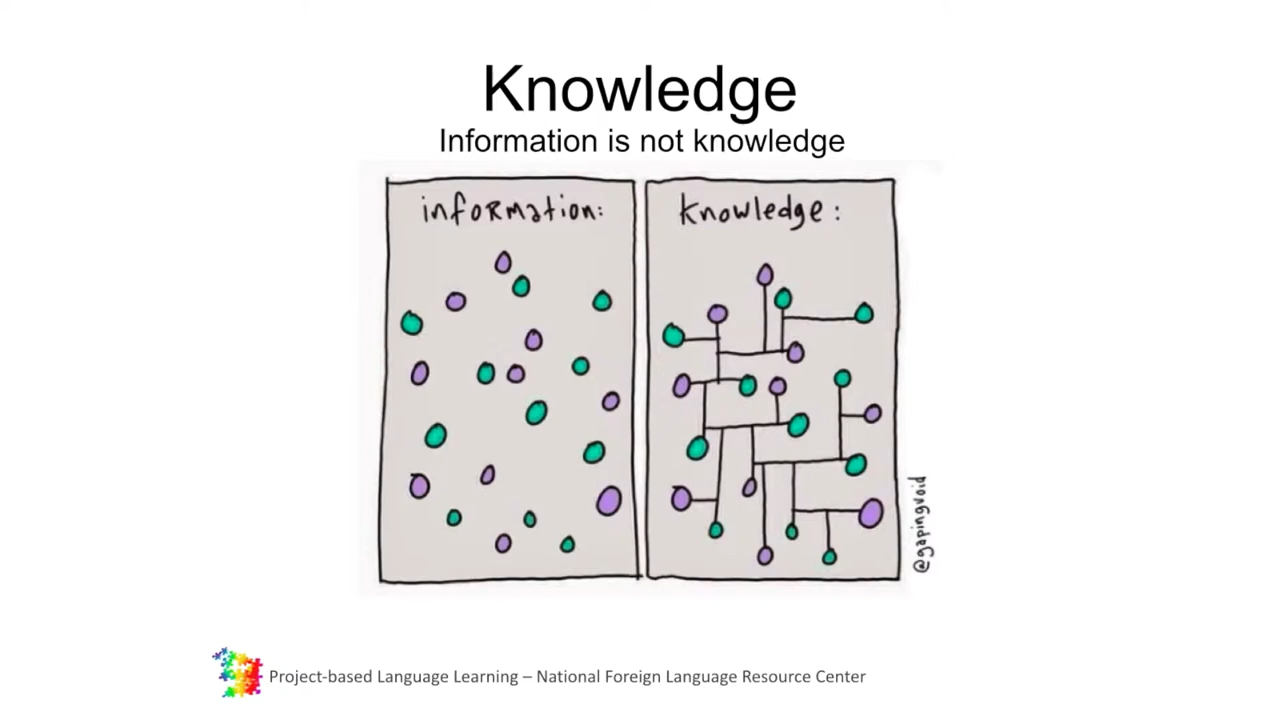 Knowledge
Information is not knowledge
information:
knowledge:
@gapingvoid
Project-based Language Learning – National Foreign Language Resource Center